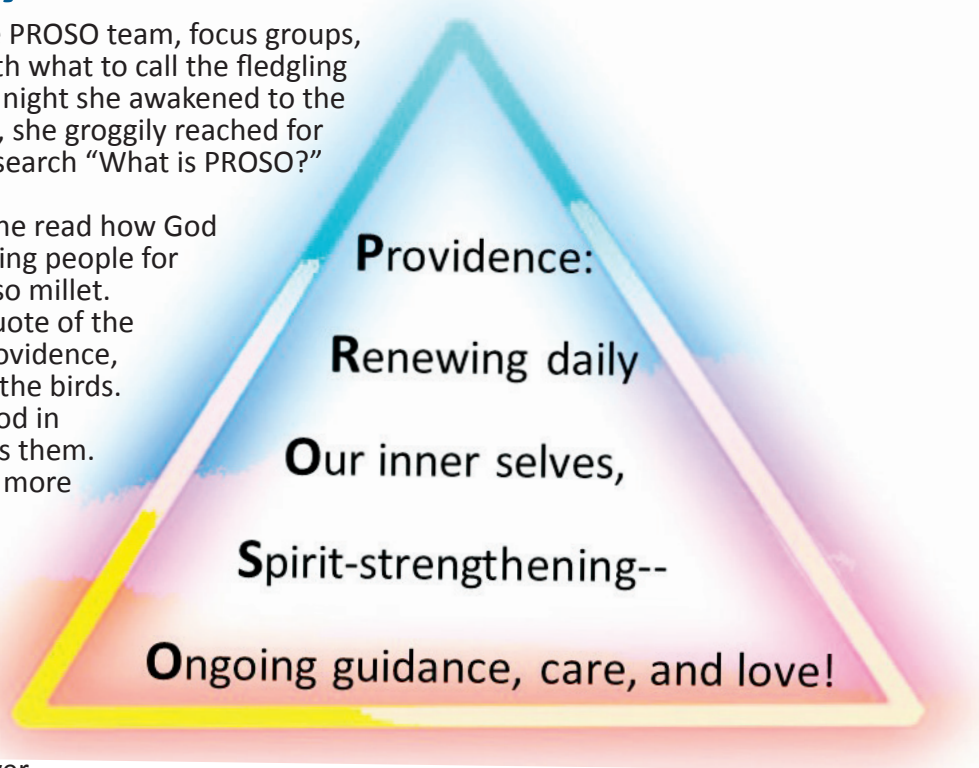 PROSO team, focus groups,
th what to call the fledgling
night she awakened to the
, she groggily reached for
search “What is PROSO?”
ne read how God
ing people for
so millet.
uote of the
ovidence,
the birds.
od in
s them.
more
Providence:
Renewing daily
Our inner selves,
Spirit-strengthening--
Ongoing guidance, care, and love!